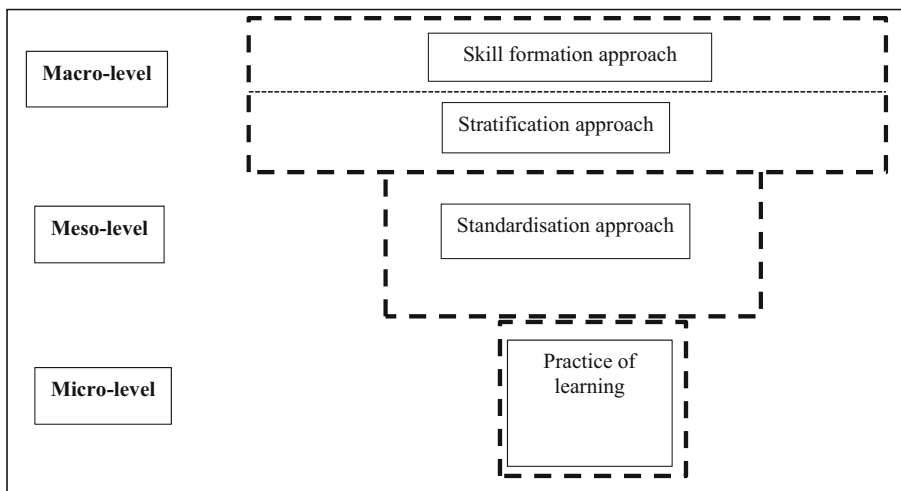 Macro-level
Skill formation approach
Stratification approach
Meso-level
Standardisation approach
Micro-level
Practice of
learning